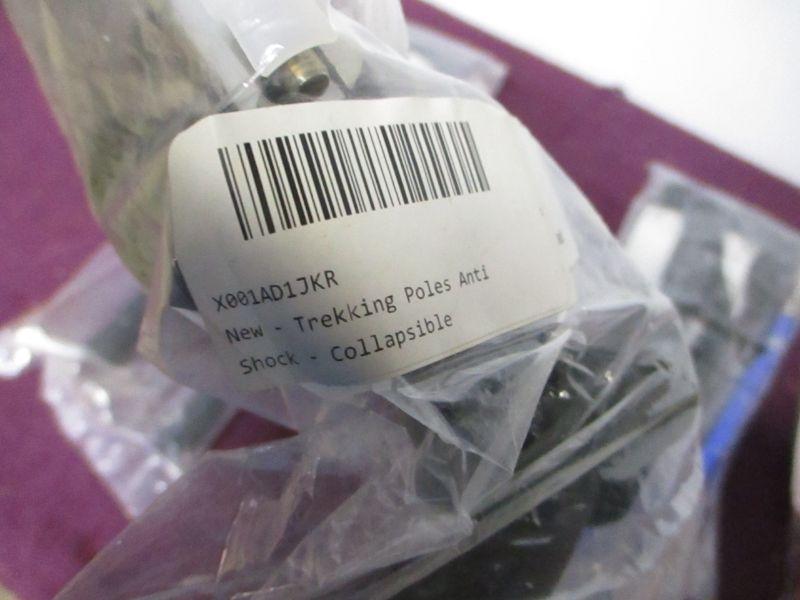 X001AD1JKR
New - Trekking Poles Anti
Shock - Collapsible